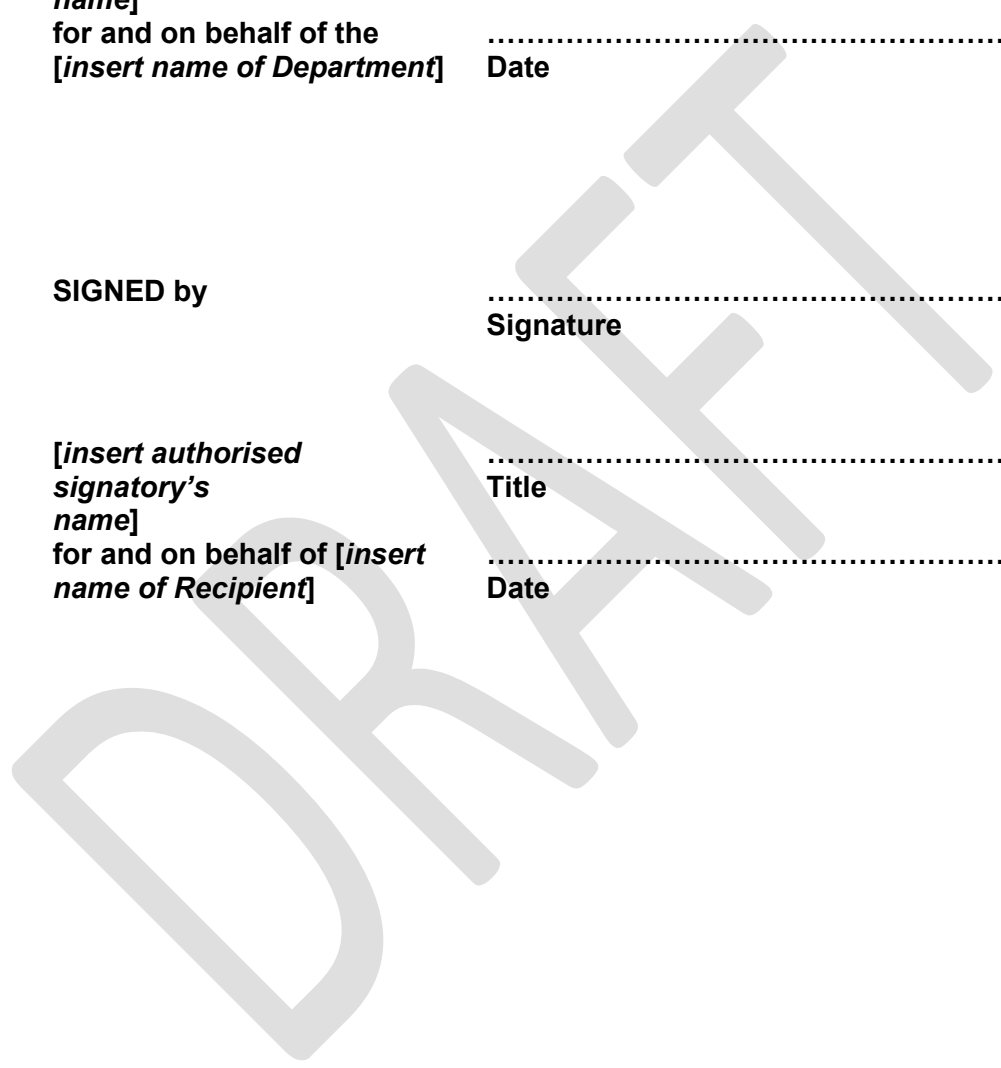 name]
for and on behalf of the
[insert name of Department]
………………………………………………
Date
SIGNED by
………………………………………………
Signature
[insert authorised
signatory’s
name]
………………………………………………
Title
for and on behalf of [insert
name of Recipient]
………………………………………………
Date
DRAFT